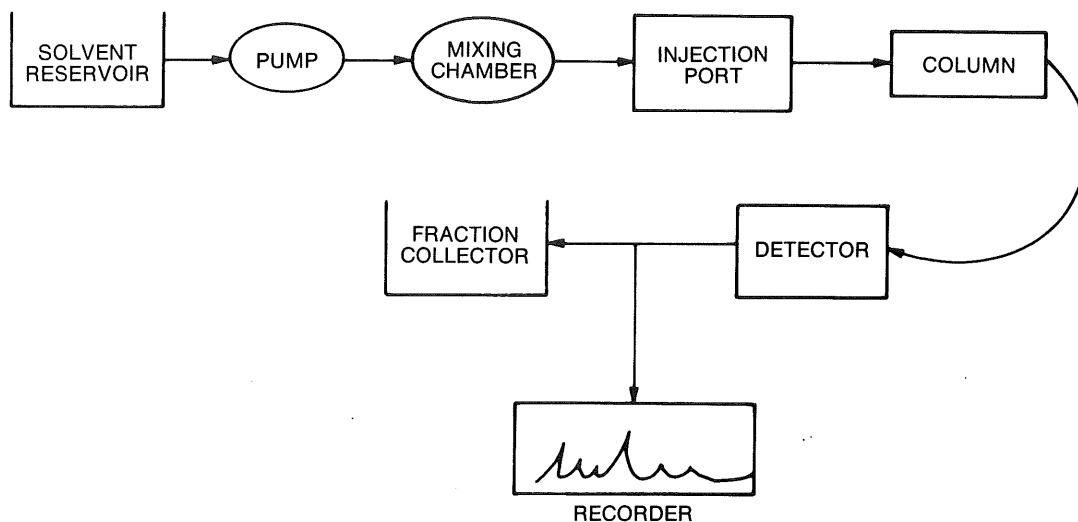 SOLVENT
RESERVOIR
PUMP
MIXING
CHAMBER
INJECTION
PORT
COLUMN
DETECTOR
FRACTION
COLLECTOR
RECORDER